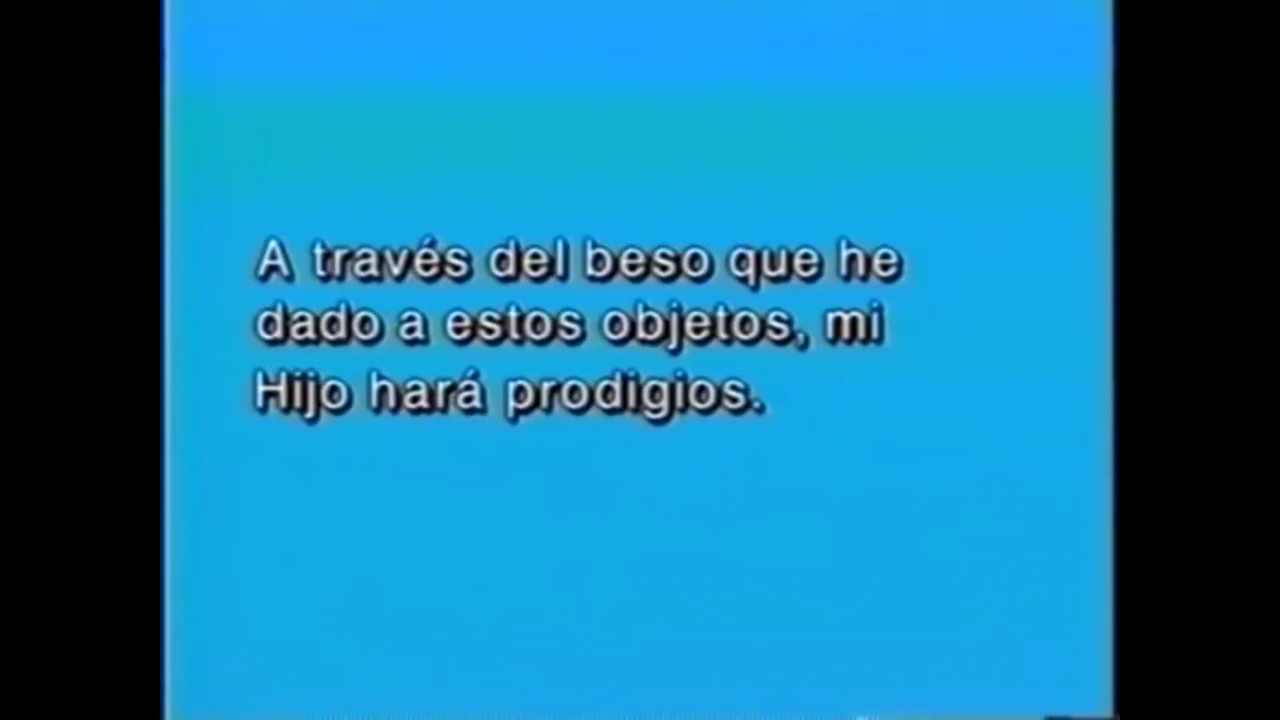 A través del beso que he
dado a estos objetos, mi
Hijo hará prodigios.